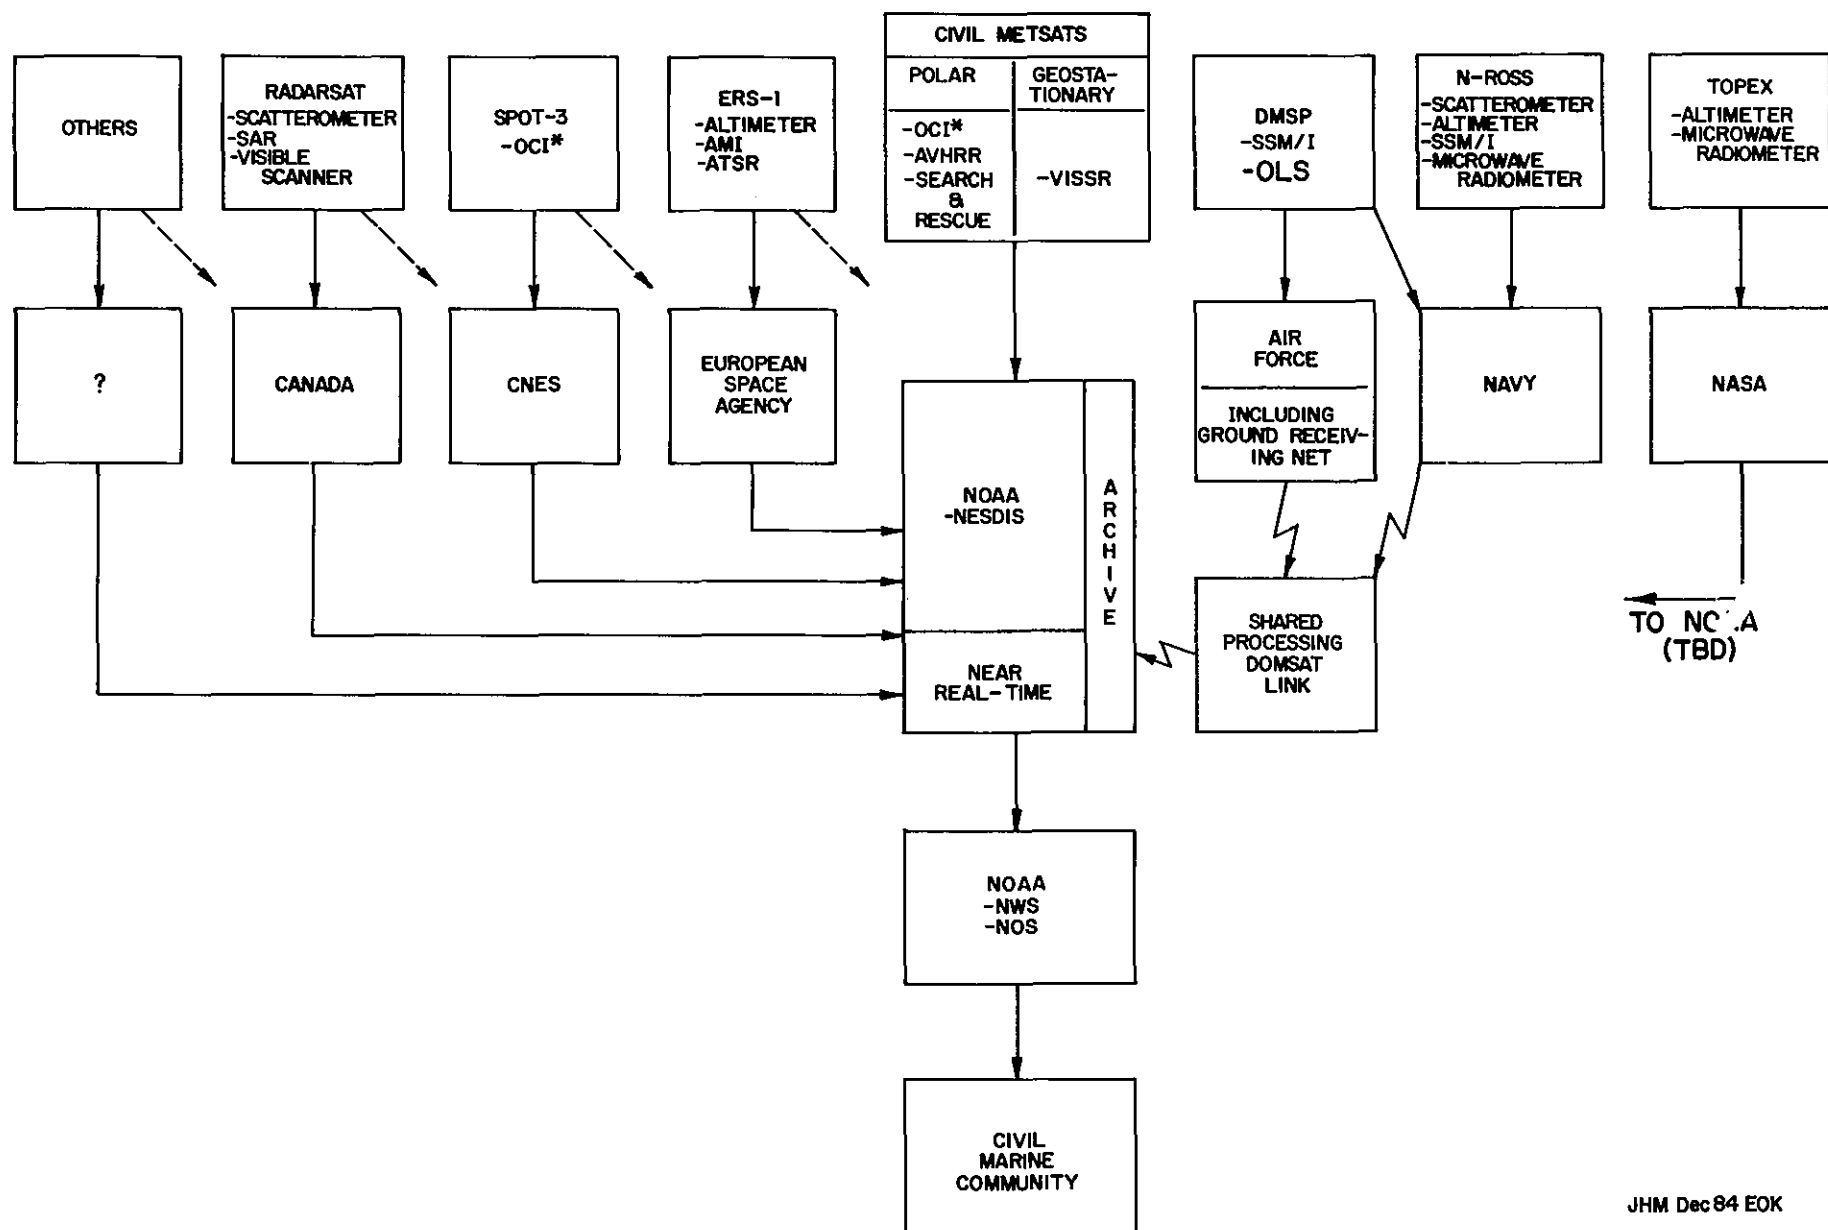 OTHERS
RADARSAT
-SCATTEROMETER
-SAR
-VISIBLE
SCANNER
SPOT-3
-OCI*
ERS-1
-ALTIMETER
-AMI
-ATSR
CIVIL METSATS
POLAR
-OCI*
-AVHRR
-SEARCH
&
RESCUE
GEOSTA-
TIONARY
-VISSR
DMSP
-SSM/I
-OLS
N-ROSS
-SCATTEROMETER
-ALTIMETER
-SSM/I
-MICROWAVE
RADIOMETER
TOPEX
-ALTIMETER
-MICROWAVE
RADIOMETER
?
CANADA
CNES
EUROPEAN
SPACE
AGENCY
AIR
FORCE
INCLUDING
GROUND RECEIV-
ING NET
NAVY
NASA
NOAA
-NESDIS
ARCHIVE
NEAR
REAL-TIME
SHARED
PROCESSING
DOMSAT
LINK
TO
(TBD)
NOAA
-NWS
-NOS
CIVIL
MARINE
COMMUNITY
JHM Dec 84 EOK